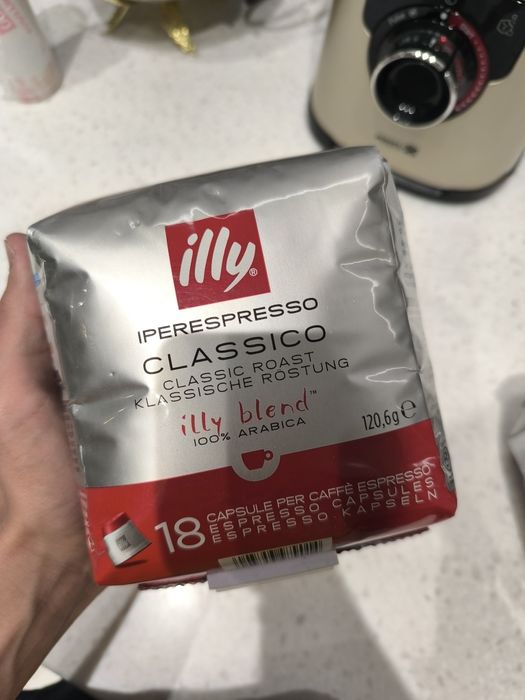 illy®
IPERESPRESSO
CLASSICO
CLASSIC ROAST
KLASSISCHE RÖSTUNG
illy blend™
100% ARABICA
120,6g ℮
18
CAPSULE PER CAFFÈ ESPRESSO
ESPRESSO CAPSULES
ESPRESSO-KAPSELN